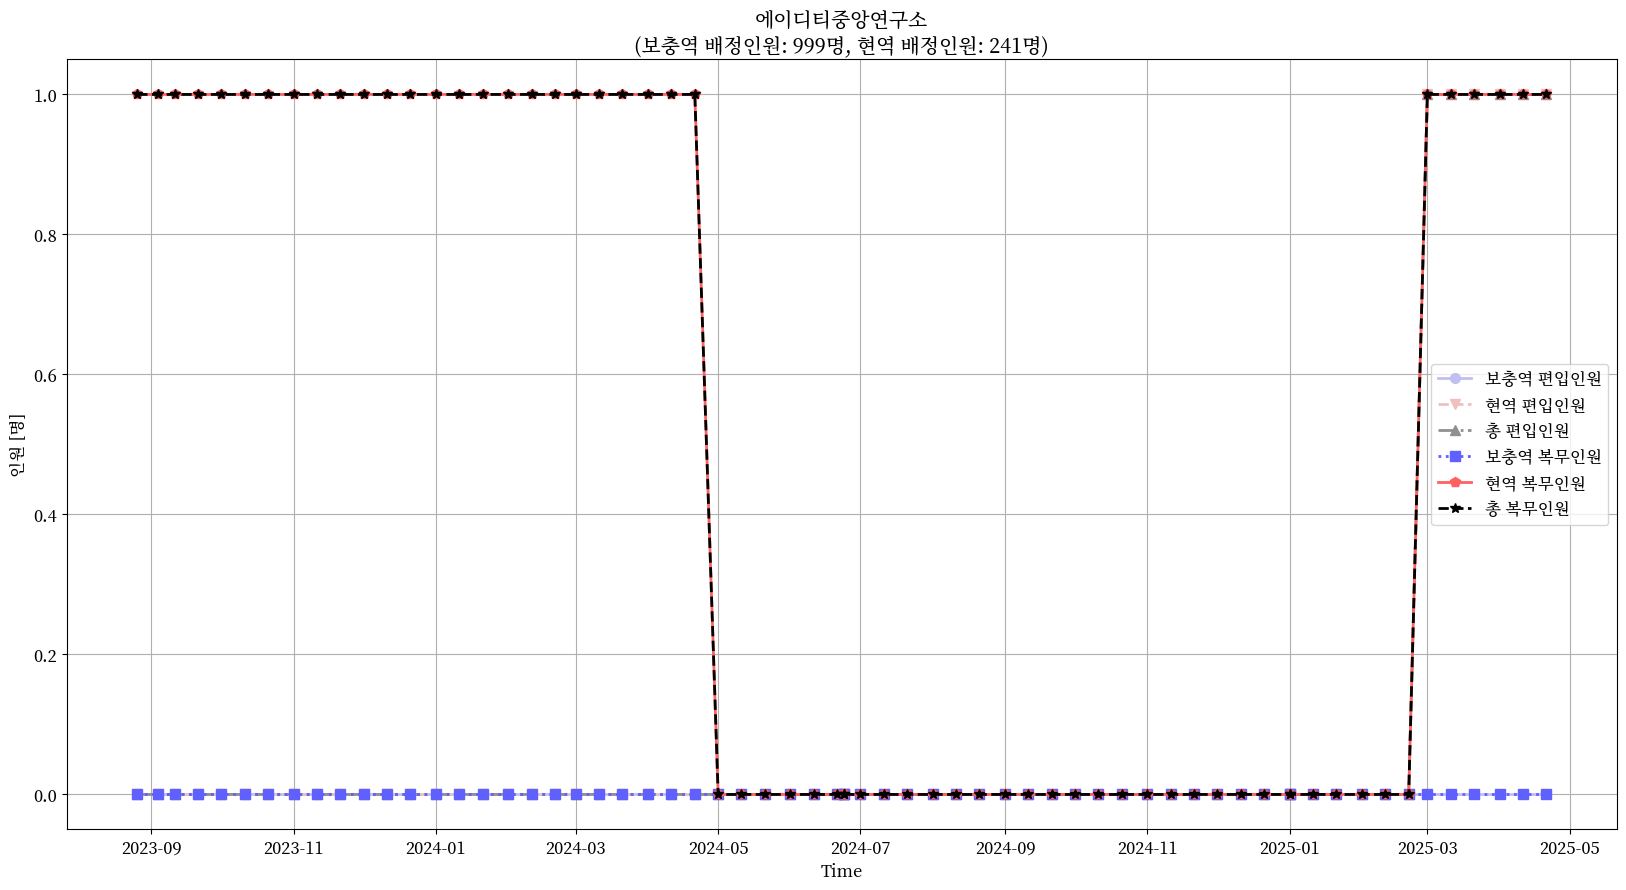 에이디티중앙연구소
(보충역 배정인원: 999명, 현역 배정인원: 241명)
1.0
0.8
0.6
0.4
0.2
0.0
인원 [명]
보충역 편입인원
현역 편입인원
총 편입인원
보충역 복무인원
현역 복무인원
총 복무인원
2023-09 2023-11 2024-01 2024-03 2024-05 2024-07 2024-09 2024-11 2025-01 2025-03 2025-05
Time